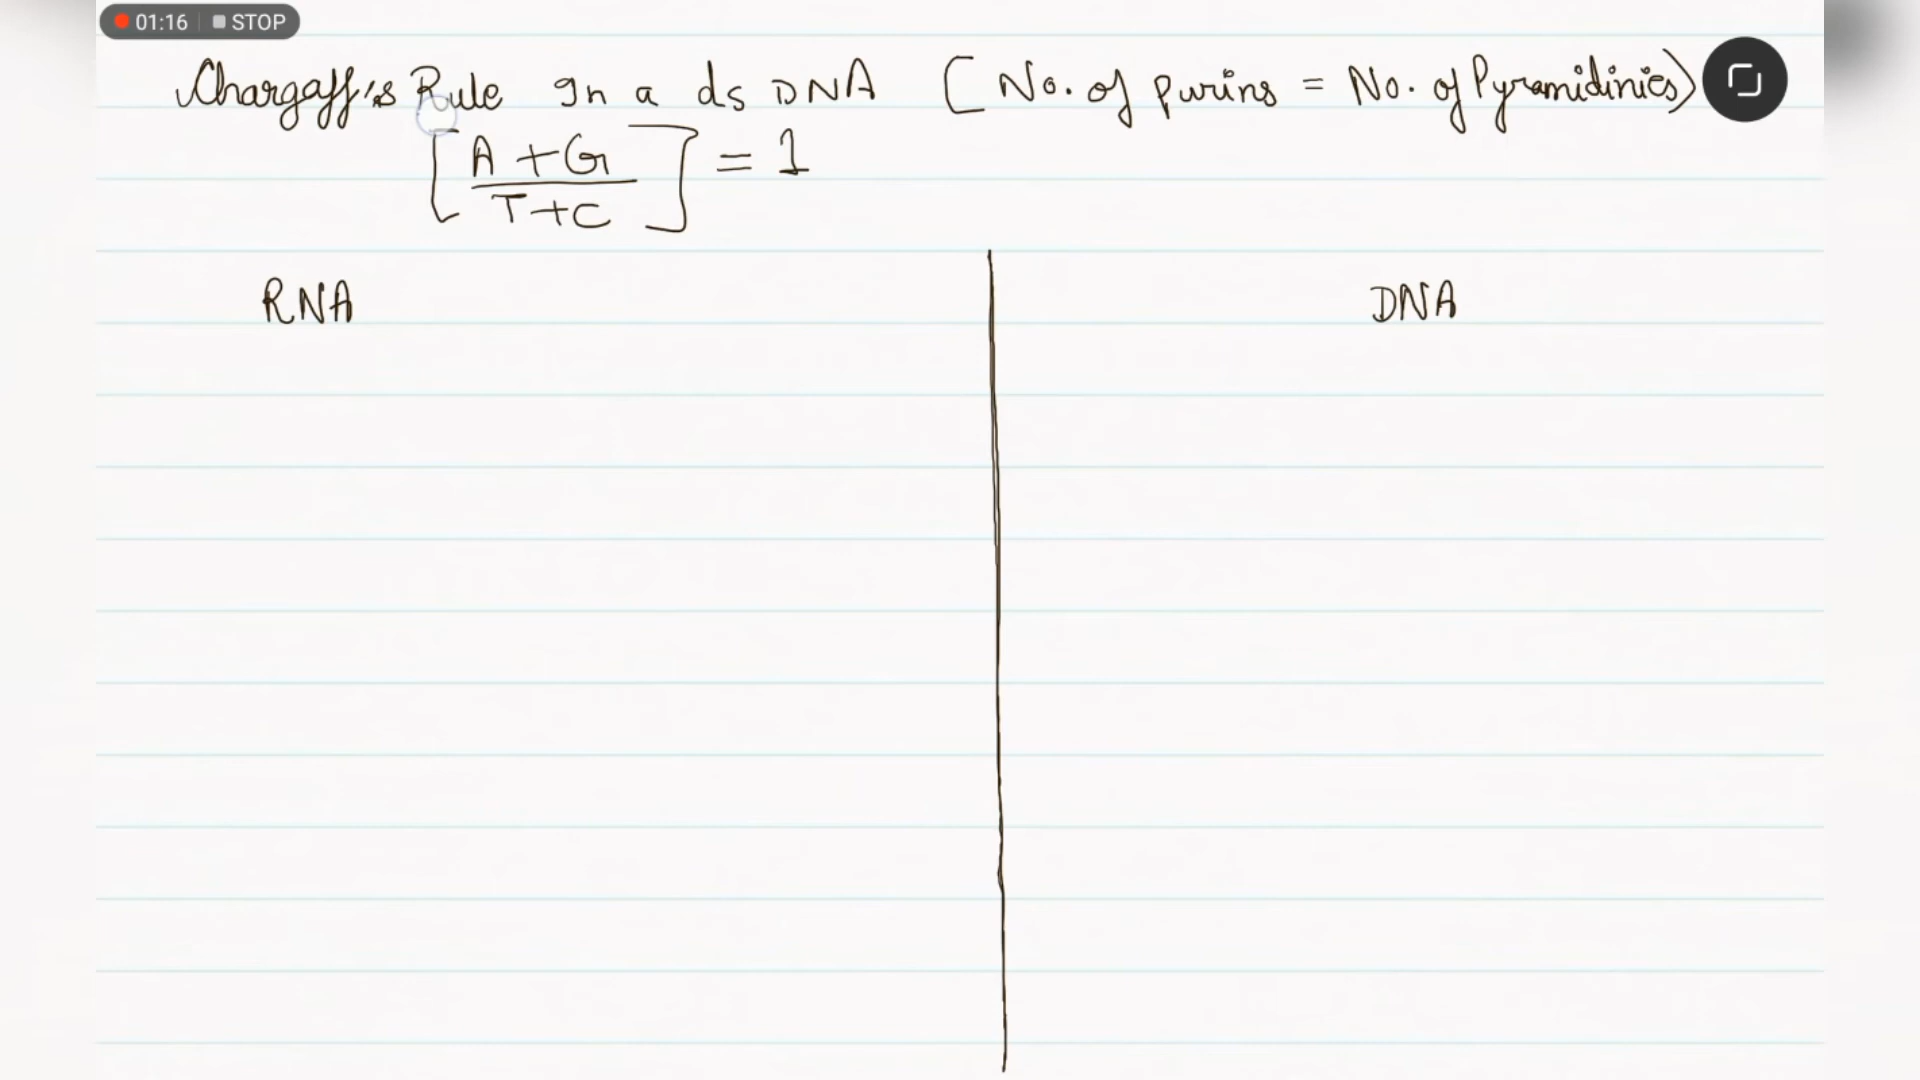 01:16 STOP
Chargaff's Rule In a ds DNA [No. of purins = No. of Pyramidinies)
[A+G
T+C] = 1
RNA DNA